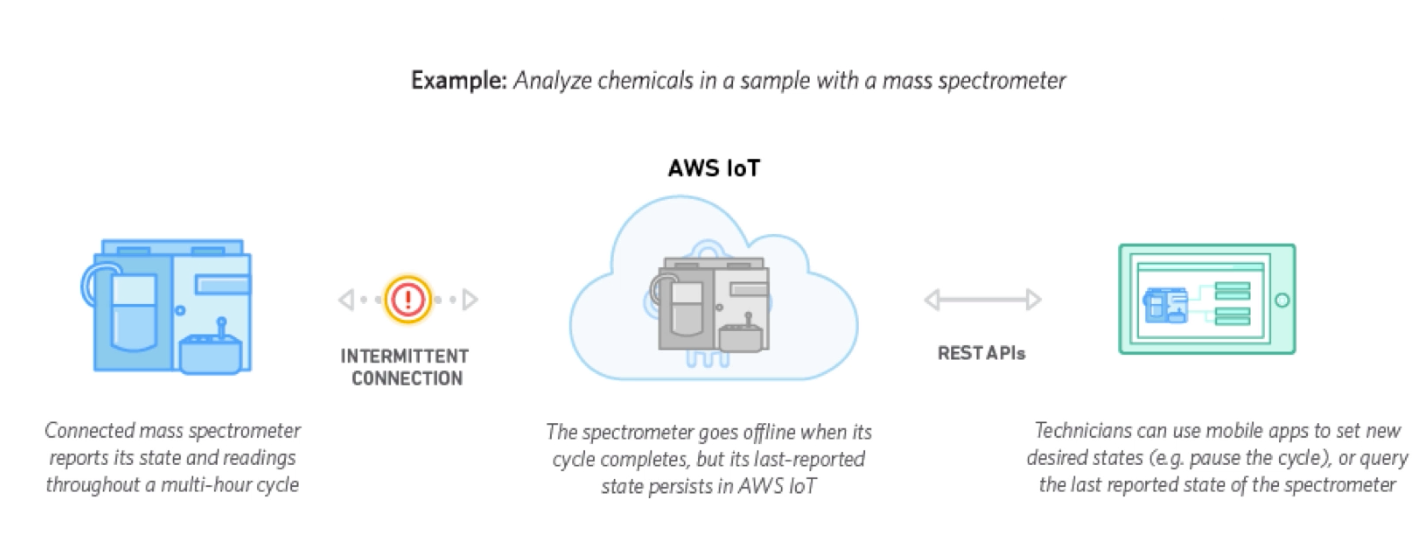 Example: Analyze chemicals in a sample with a mass spectrometer
AWS IoT
INTERMITTENT
CONNECTION
REST APIs
Connected mass spectrometer
reports its state and readings
throughout a multi-hour cycle
The spectrometer goes offline when its
cycle completes, but its last-reported
state persists in AWS IoT
Technicians can use mobile apps to set new
desired states (e.g. pause the cycle), or query
the last reported state of the spectrometer